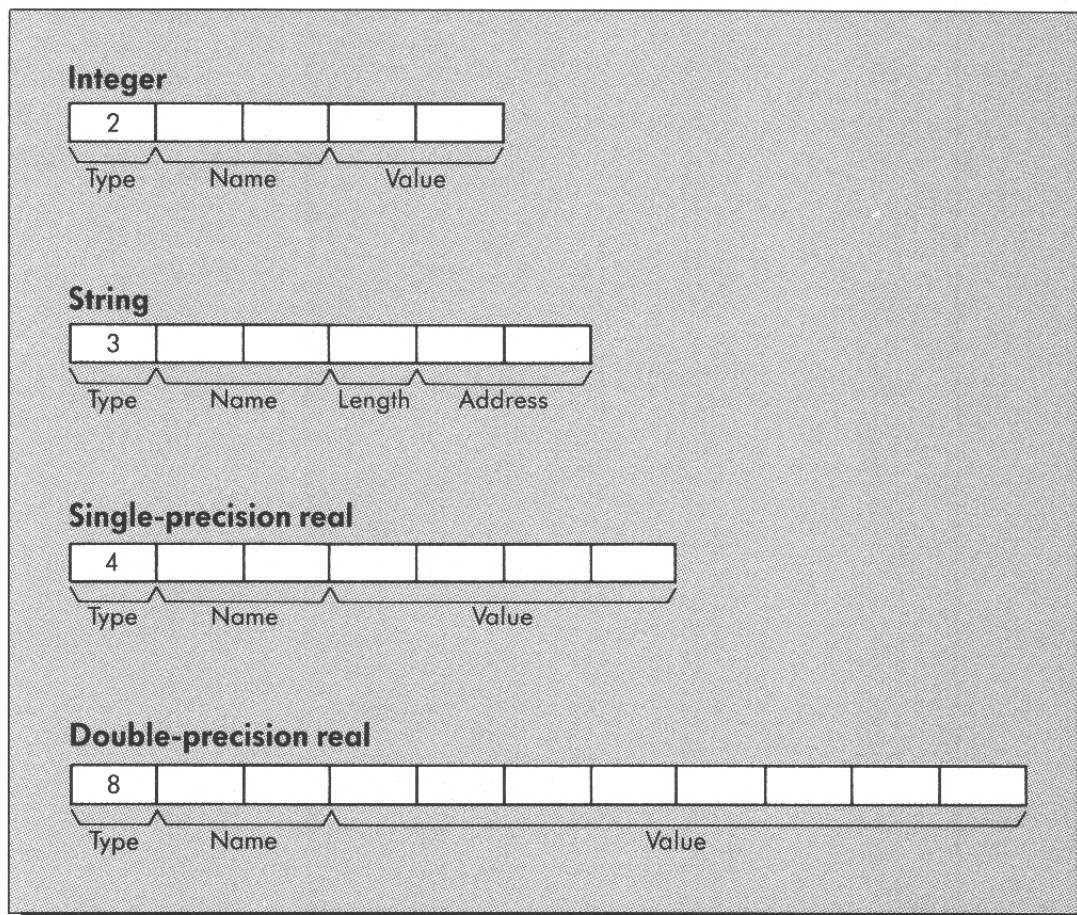 Integer
2
Type Name Value
String
3
Type Name Length Address
Single-precision real
4
Type Name Value
Double-precision real
8
Type Name Value